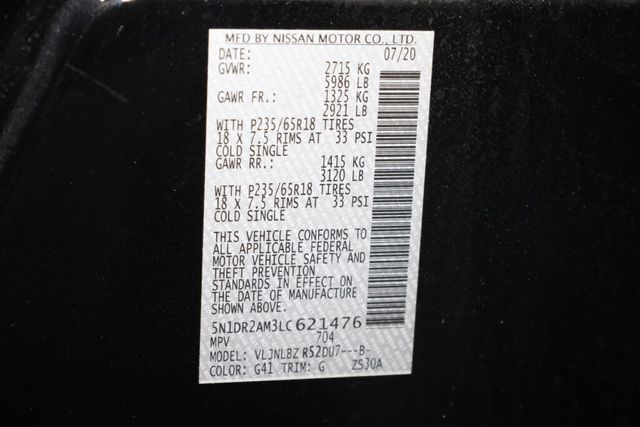 MFD BY NISSAN MOTOR CO., LTD.
DATE: 07/20
GVWR: 2715 KG
5986 LB
GAWR FR.: 1325 KG
2921 LB
WITH P235/65R18 TIRES
18 X 7.5 RIMS AT 33 PSI
COLD SINGLE
GAWR RR.: 1415 KG
3120 LB
WITH P235/65R18 TIRES
18 X 7.5 RIMS AT 33 PSI
COLD SINGLE
THIS VEHICLE CONFORMS TO
ALL APPLICABLE FEDERAL
MOTOR VEHICLE SAFETY AND
THEFT PREVENTION
STANDARDS IN EFFECT ON
THE DATE OF MANUFACTURE
SHOWN ABOVE.
5N1DR2AM3LC621476
MPV 704
MODEL: VLJNLBZ R52DU7---B-
COLOR: G41 TRIM: G ZS30A